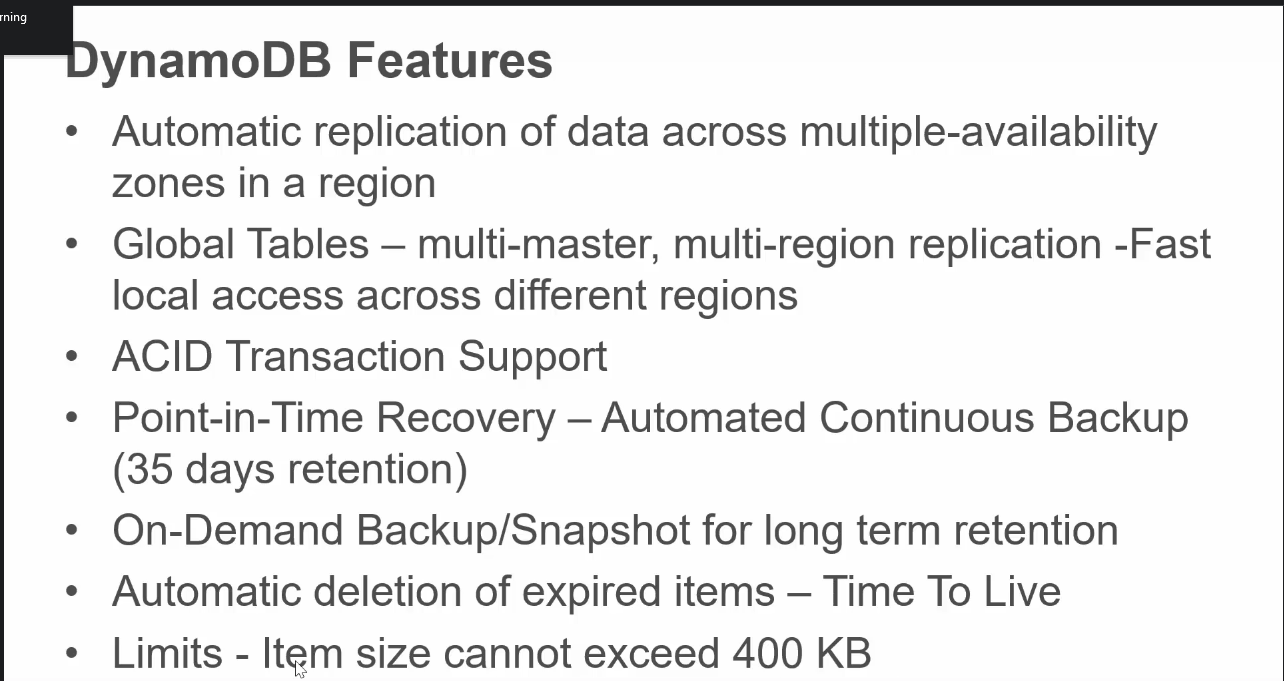 rning
DynamoDB Features
• Automatic replication of data across multiple-availability
zones in a region
• Global Tables – multi-master, multi-region replication -Fast
local access across different regions
• ACID Transaction Support
• Point-in-Time Recovery – Automated Continuous Backup
(35 days retention)
• On-Demand Backup/Snapshot for long term retention
• Automatic deletion of expired items – Time To Live
• Limits - Item size cannot exceed 400 KB